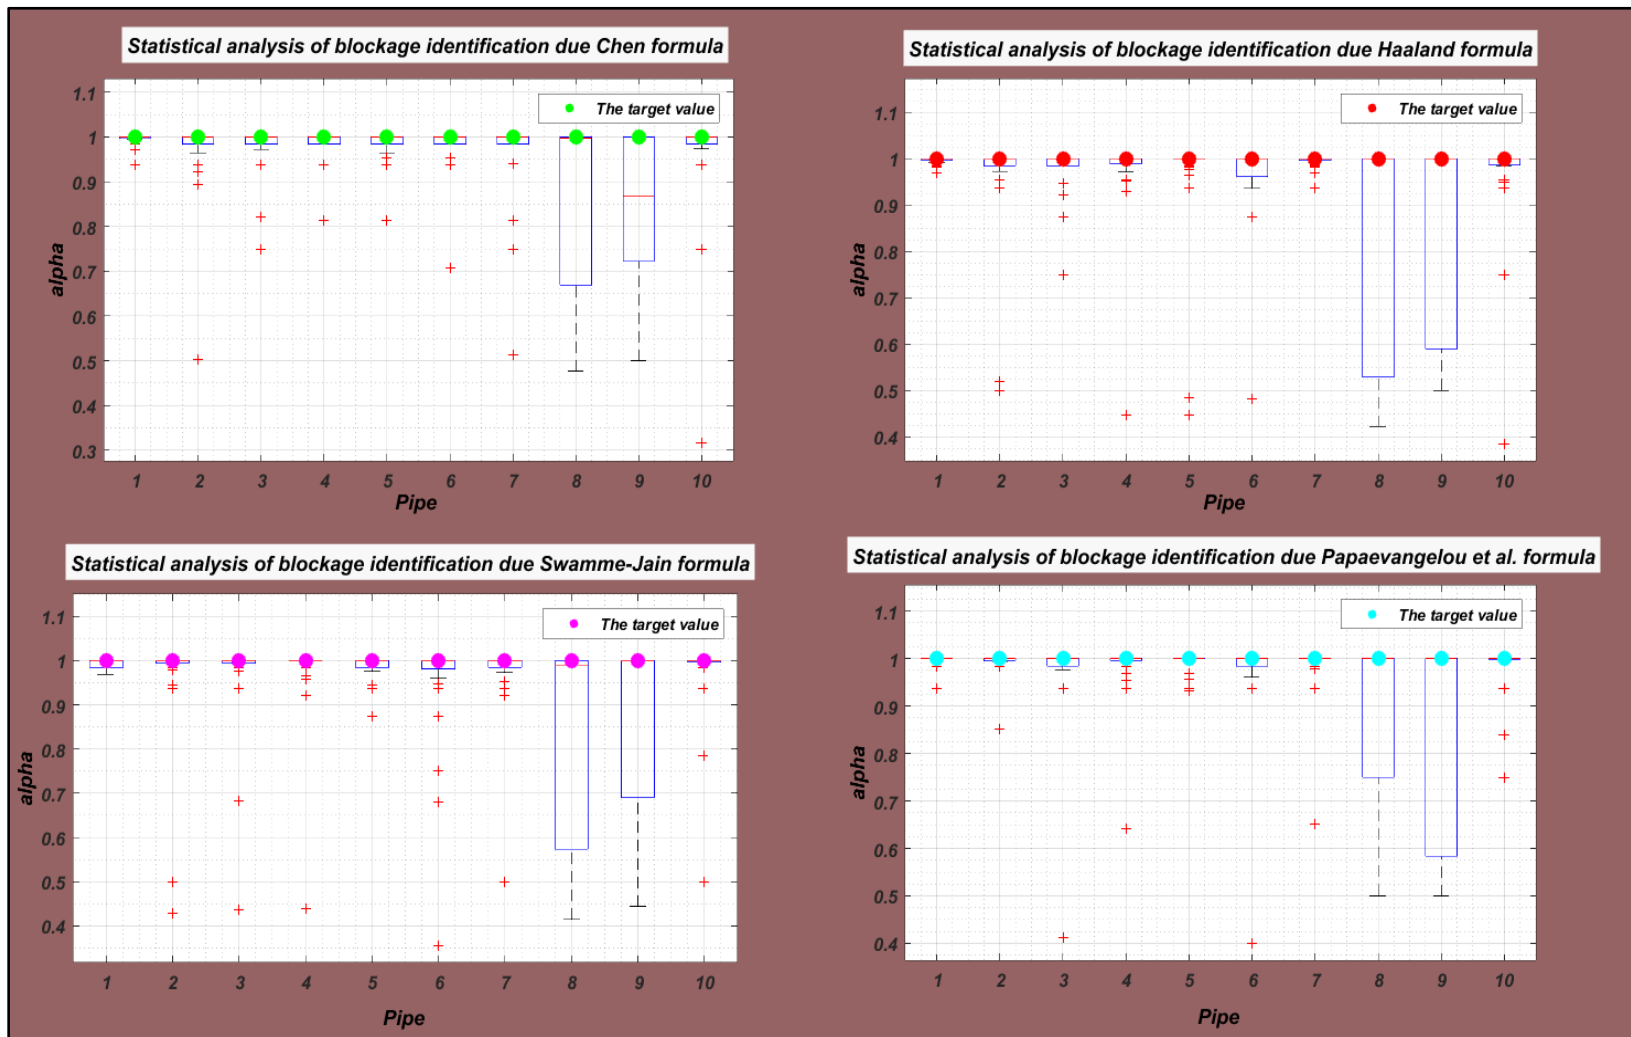 Statistical analysis of blockage identification due Chen formula
The target value
1.1
1
0.9
0.8
0.7
0.6
0.5
0.4
0.3
alpha
1 2 3 4 5 6 7 8 9 10
Pipe
Statistical analysis of blockage identification due Haaland formula
The target value
1.1
1
0.9
0.8
0.7
0.6
0.5
0.4
alpha
1 2 3 4 5 6 7 8 9 10
Pipe
Statistical analysis of blockage identification due Swamme-Jain formula
The target value
1.1
1
0.9
0.8
0.7
0.6
0.5
0.4
alpha
1 2 3 4 5 6 7 8 9 10
Pipe
Statistical analysis of blockage identification due Papaevangelou et al. formula
The target value
1.1
1
0.9
0.8
0.7
0.6
0.5
0.4
alpha
1 2 3 4 5 6 7 8 9 10
Pipe